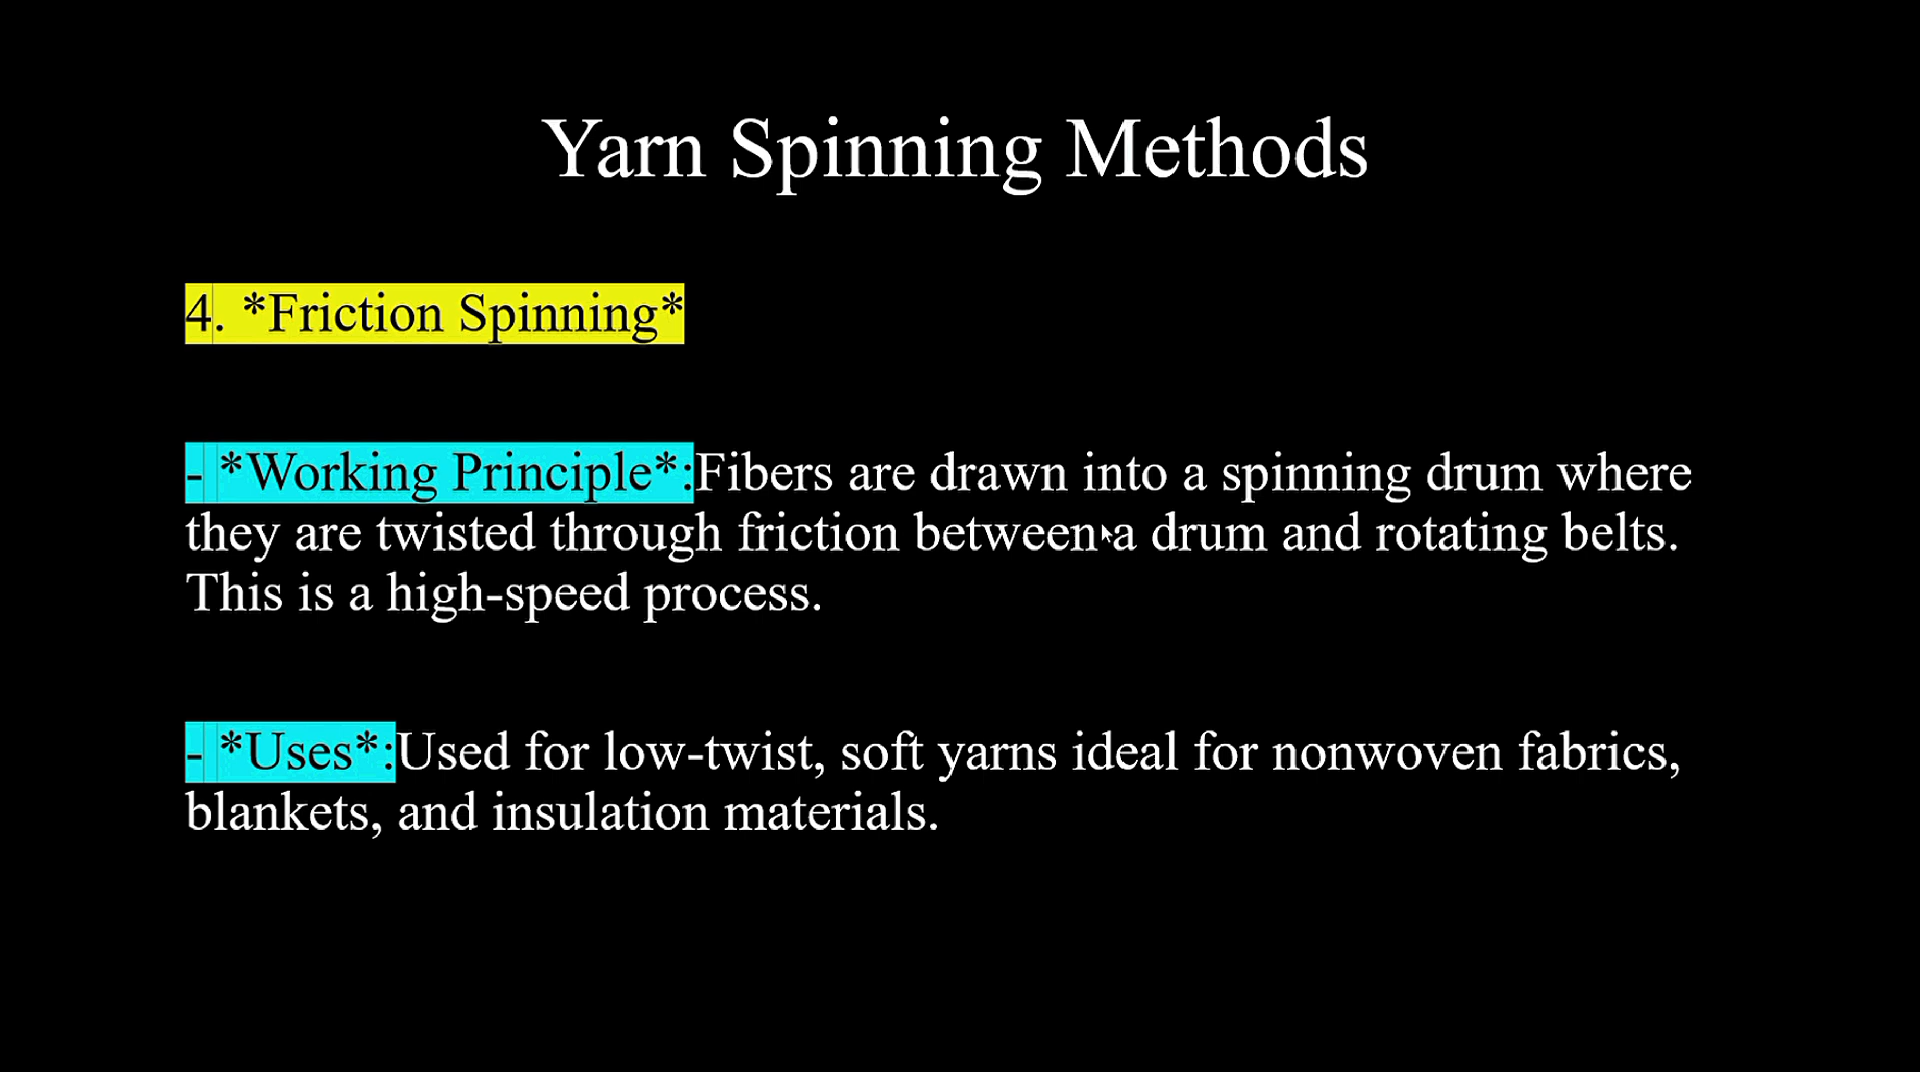 Yarn Spinning Methods
4. *Friction Spinning*
- *Working Principle*:Fibers are drawn into a spinning drum where
they are twisted through friction between a drum and rotating belts.
This is a high-speed process.
- *Uses*:Used for low-twist, soft yarns ideal for nonwoven fabrics,
blankets, and insulation materials.